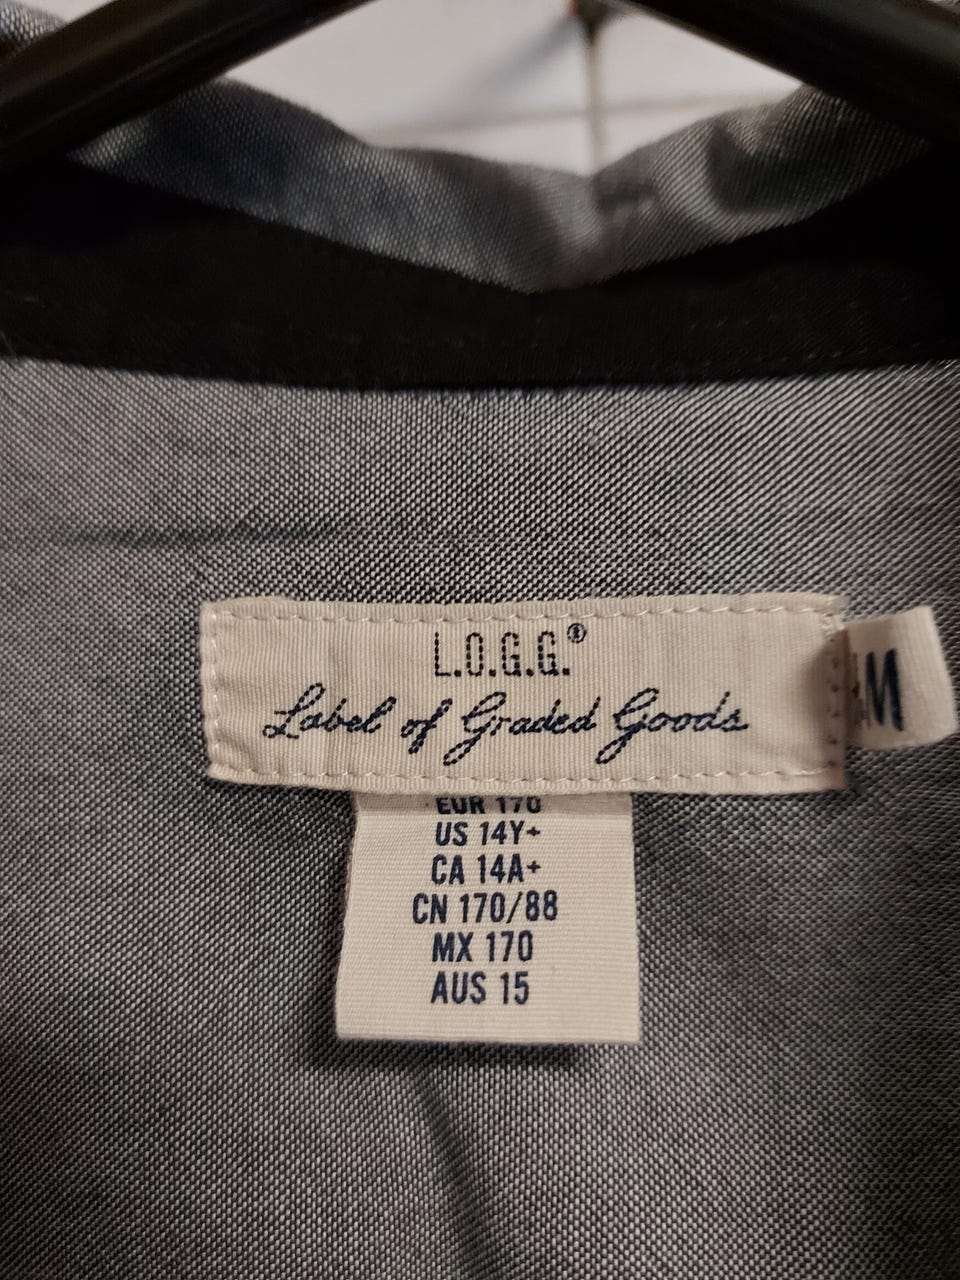 L.O.G.G.®
Label of Graded Goods
M
EUR 170
US 14Y+
CA 14A+
CN 170/88
MX 170
AUS 15